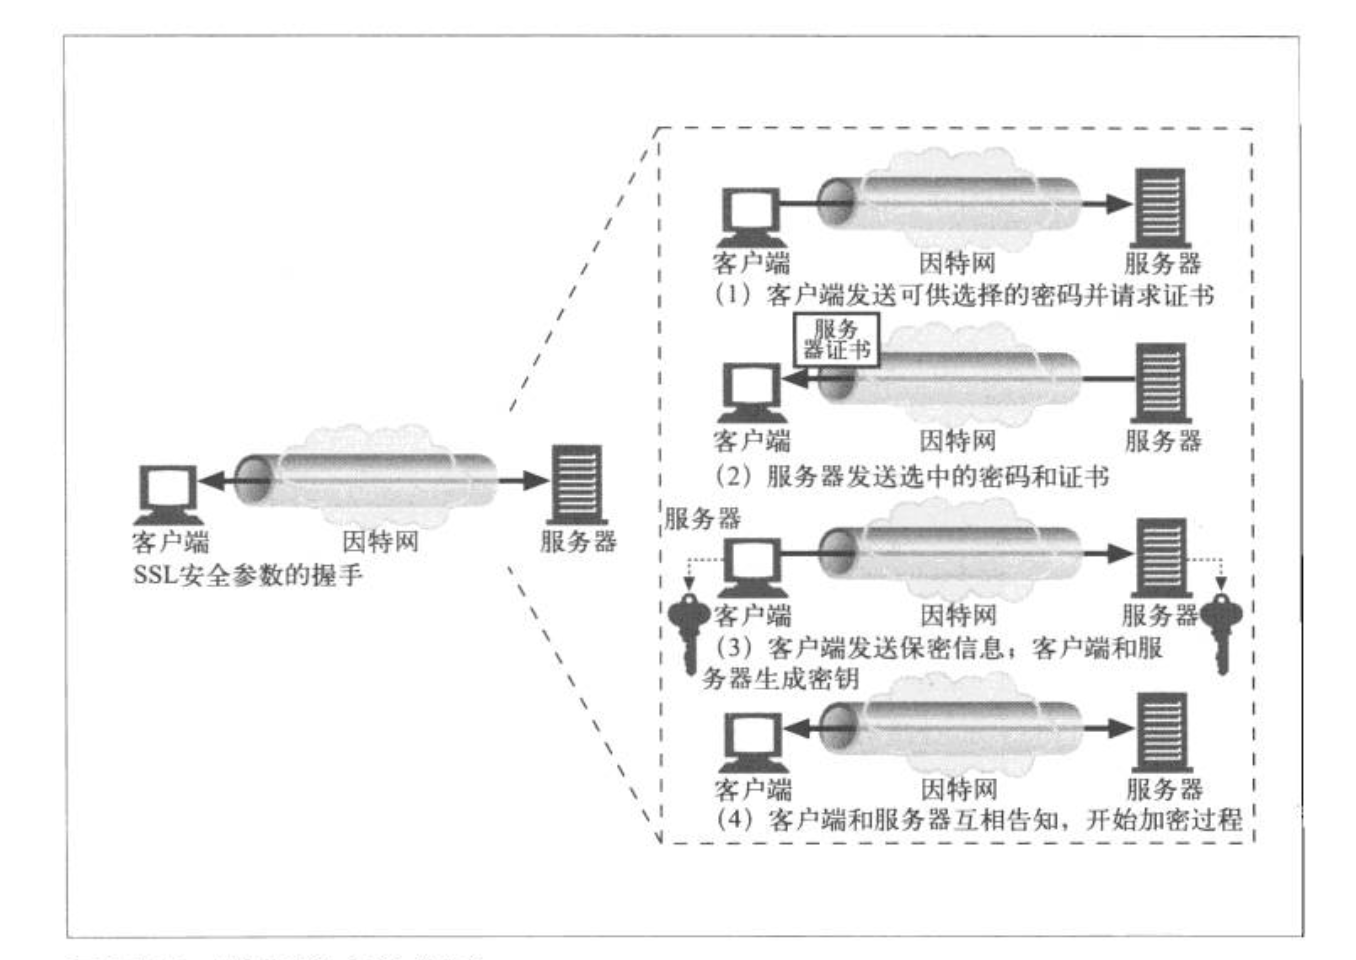 客户端 因特网 服务器
SSL安全参数的握手
客户端 因特网 服务器
(1) 客户端发送可供选择的密码并请求证书
服务
器证书
客户端 因特网 服务器
(2) 服务器发送选中的密码和证书
服务器
客户端 因特网 服务器
(3) 客户端发送保密信息；客户端和服
务器生成密钥
客户端 因特网 服务器
(4) 客户端和服务器互相告知，开始加密过程